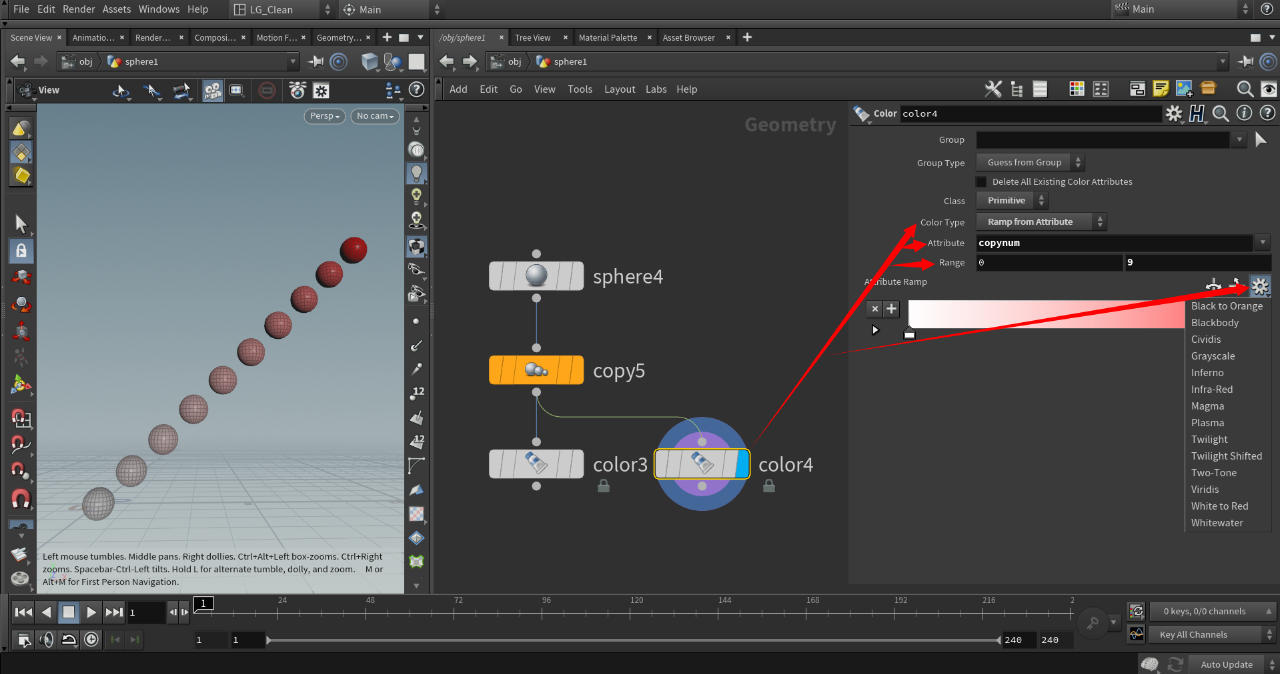 File Edit Render Assets Windows Help LG_Clean Main Main
Scene View Animatio... Render... Composi... Motion F... Geometry...
/obj/sphere1 Tree View Material Palette Asset Browser
obj sphere1
obj sphere1
View
Add Edit Go View Tools Layout Labs Help
Persp No cam
Geometry
Color color4
Group
Group Type Guess from Group
Delete All Existing Color Attributes
Class Primitive
Color Type Ramp from Attribute
Attribute copynum
Range 0 9
Attribute Ramp
Black to Orange
Blackbody
Cividis
Grayscale
Inferno
Infra-Red
Magma
Plasma
Twilight
Twilight Shifted
Two-Tone
Viridis
White to Red
Whitewater
sphere4
copy5
color3
color4
12
12
Left mouse tumbles. Middle pans. Right dollies. Ctrl+Alt+Left box-zooms. Ctrl+Right
zooms. Spacebar-Ctrl-Left tilts. Hold L for alternate tumble, dolly, and zoom. M or
Alt+M for First Person Navigation.
1 1 24 48 72 96 120 144 168 192 216 2
0 keys, 0/0 channels
1 1 240 240
Key All Channels
Auto Update